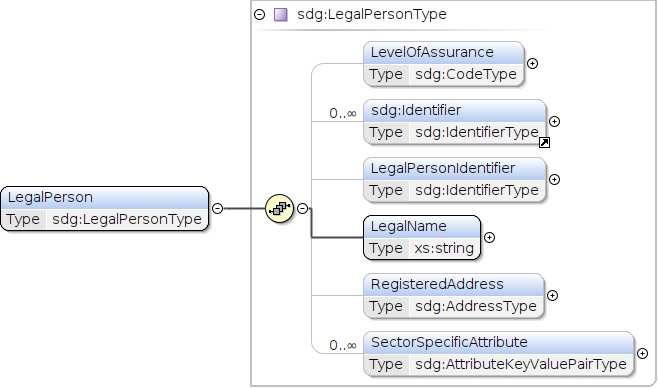 sdg:LegalPersonType
LevelOfAssurance
Type sdg:CodeType
0..∞
sdg:Identifier
Type sdg:IdentifierType
LegalPersonIdentifier
Type sdg:IdentifierType
LegalPerson
Type sdg:LegalPersonType
LegalName
Type xs:string
RegisteredAddress
Type sdg:AddressType
0..∞
SectorSpecificAttribute
Type sdg:AttributeKeyValuePairType